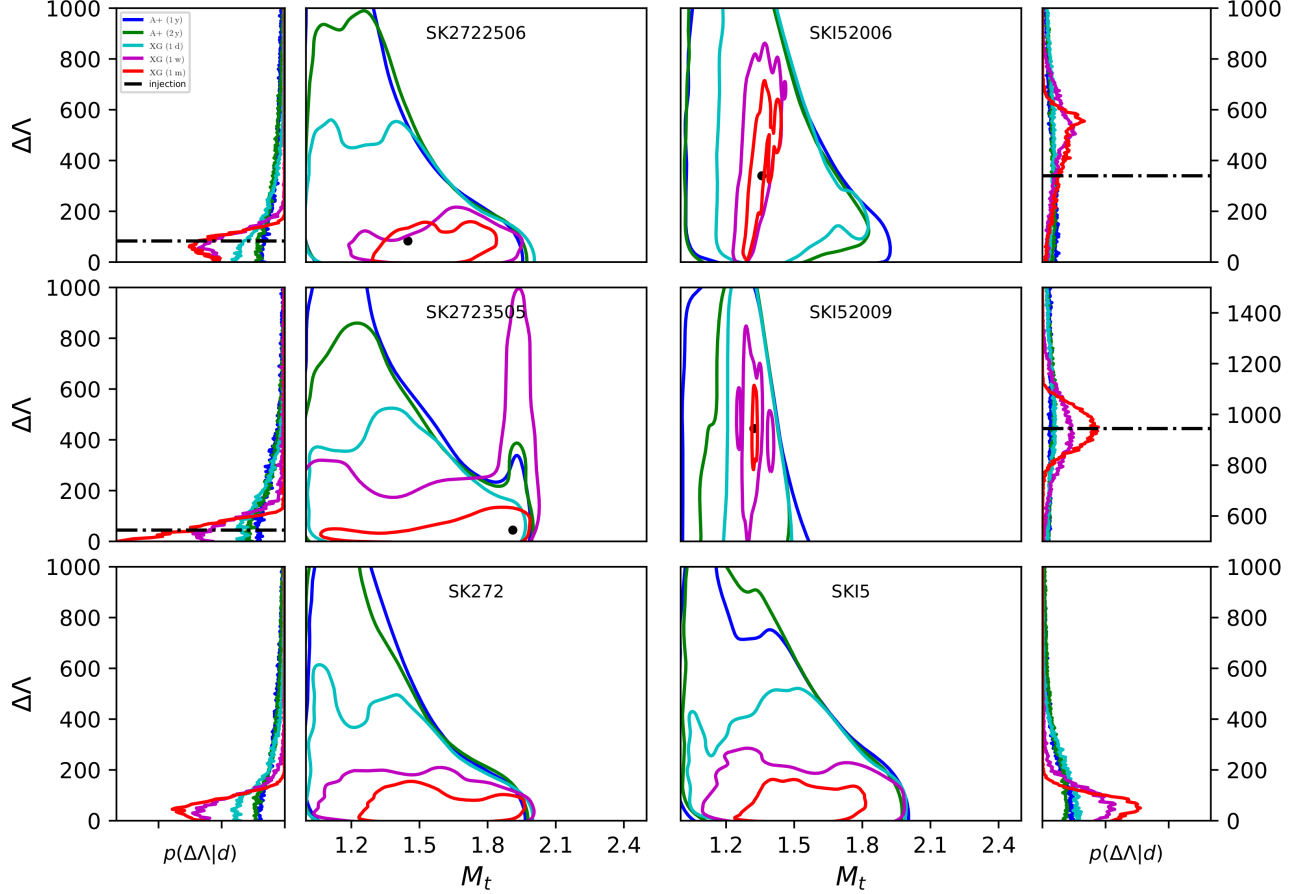 A+ (1 y)
A+ (2 y)
XG (1 d)
XG (1 w)
XG (1 m)
injection
SK2722506
SKI52006
1000
800
600
400
200
0
ΔΛ
1000
800
600
400
200
0
SK2723505
SKI52009
1000
800
600
400
200
0
ΔΛ
1400
1200
1000
800
600
SK272
SKI5
1000
800
600
400
200
0
ΔΛ
1000
800
600
400
200
0
1.2 1.5 1.8 2.1 2.4
1.2 1.5 1.8 2.1 2.4
p(ΔΛ|d)
M_t
M_t
p(ΔΛ|d)